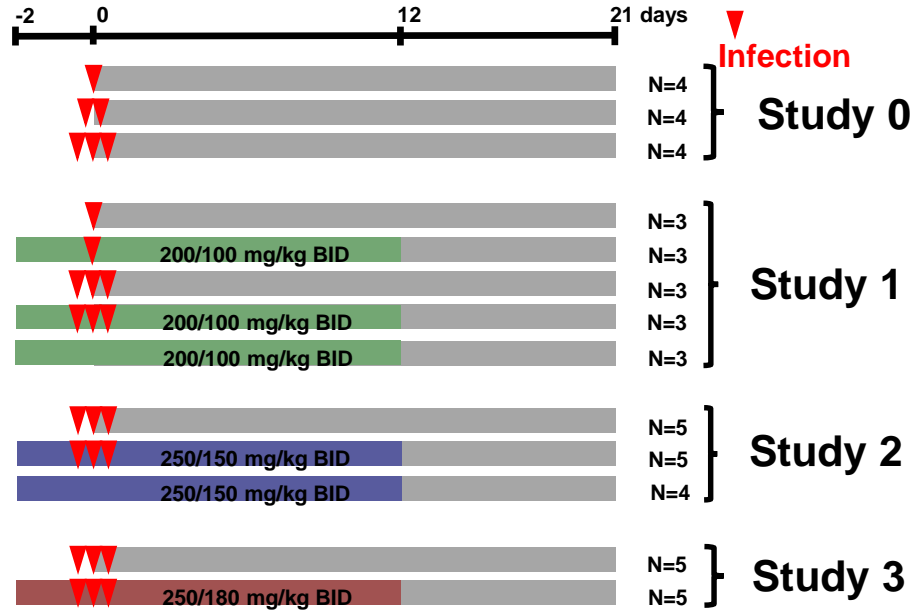 -2 0 12 21 days
Infection
N=4
N=4
N=4
Study 0
N=3
200/100 mg/kg BID N=3
N=3
200/100 mg/kg BID N=3
200/100 mg/kg BID N=3
Study 1
N=5
250/150 mg/kg BID N=5
250/150 mg/kg BID N=4
Study 2
N=5
250/180 mg/kg BID N=5
Study 3